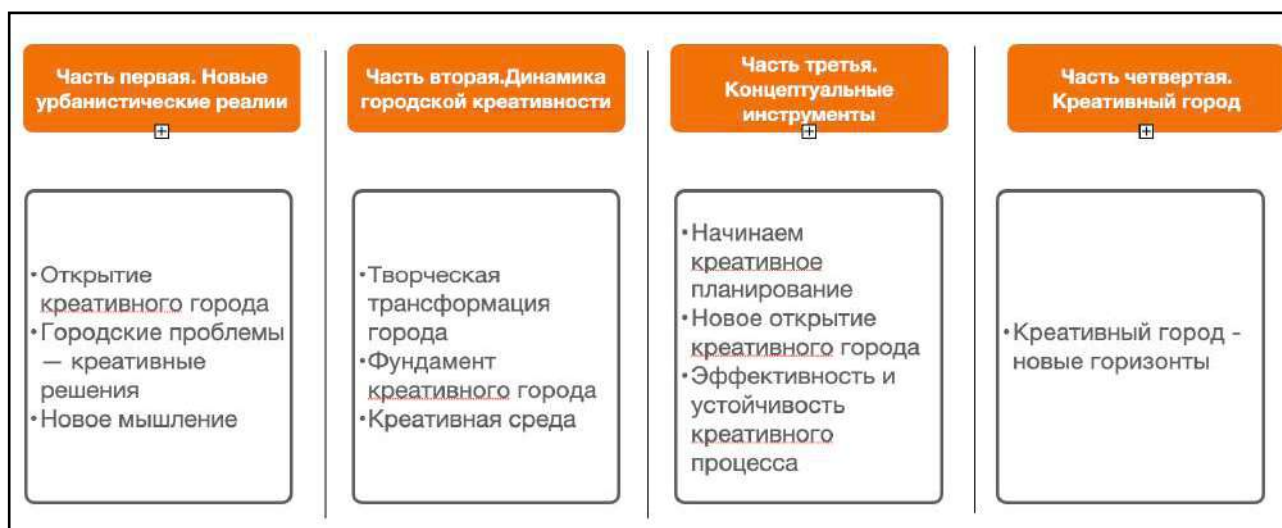 Часть первая. Новые
урбанистические реалии
Часть вторая.Динамика
городской креативности
Часть третья.
Концептуальные
инструменты
Часть четвертая.
Креативный город
•Открытие
креативного города
•Городские проблемы
— креативные
решения
•Новое мышление
•Творческая
трансформация
города
•Фундамент
креативного города
•Креативная среда
•Начинаем
креативное
планирование
•Новое открытие
креативного города
•Эффективность и
устойчивость
креативного
процесса
•Креативный город -
новые горизонты